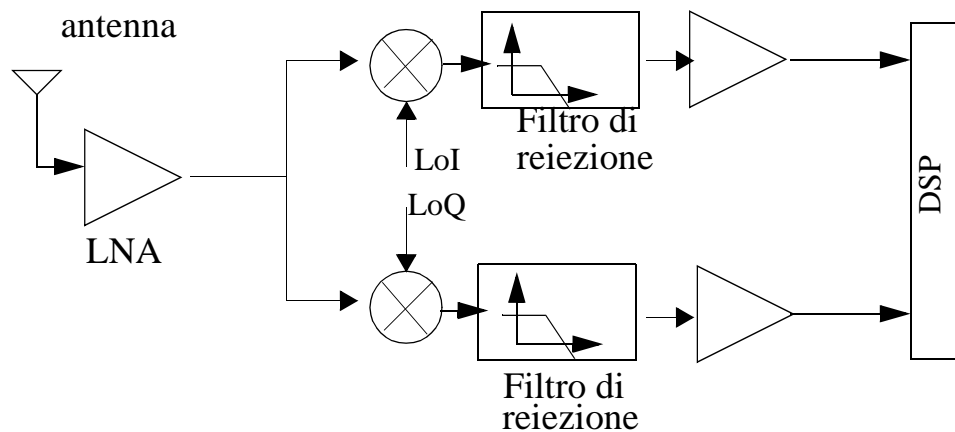 antenna
Filtro di
reiezione
LoI
LoQ
DSP
LNA
Filtro di
reiezione